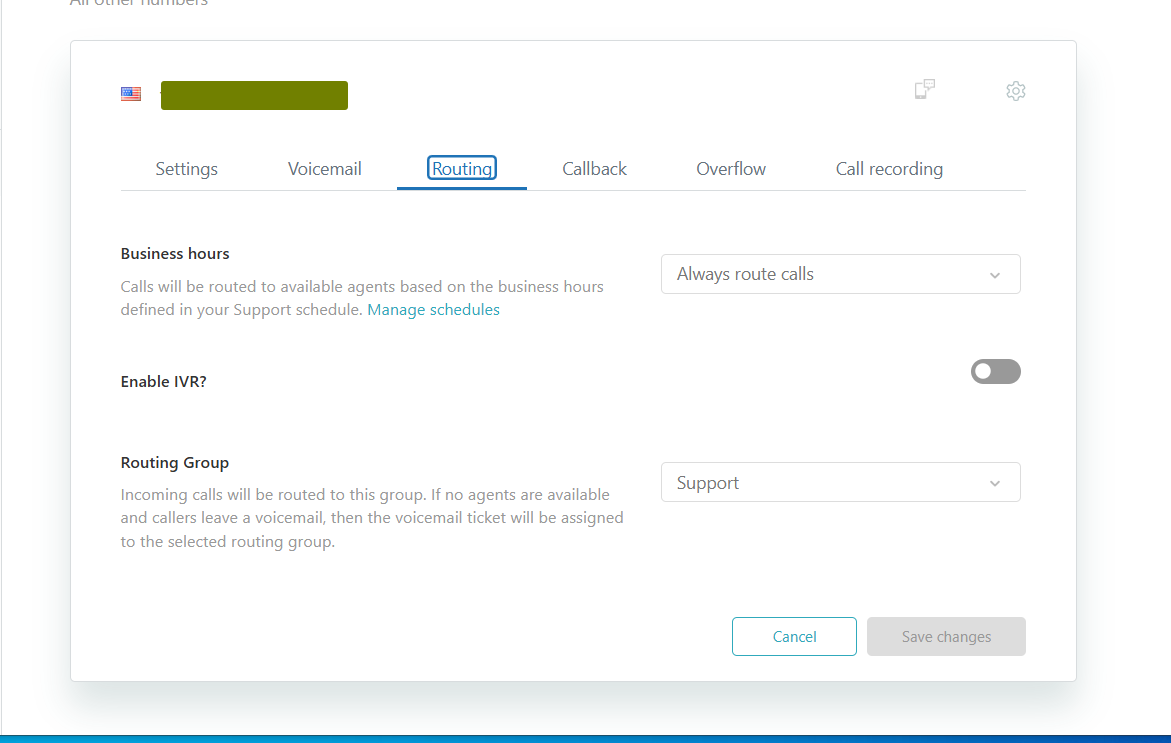 All other numbers
Settings
Voicemail
Routing
Callback
Overflow
Call recording
Business hours
Calls will be routed to available agents based on the business hours
defined in your Support schedule. Manage schedules
Always route calls
Enable IVR?
Routing Group
Incoming calls will be routed to this group. If no agents are available
and callers leave a voicemail, then the voicemail ticket will be assigned
to the selected routing group.
Support
Cancel
Save changes